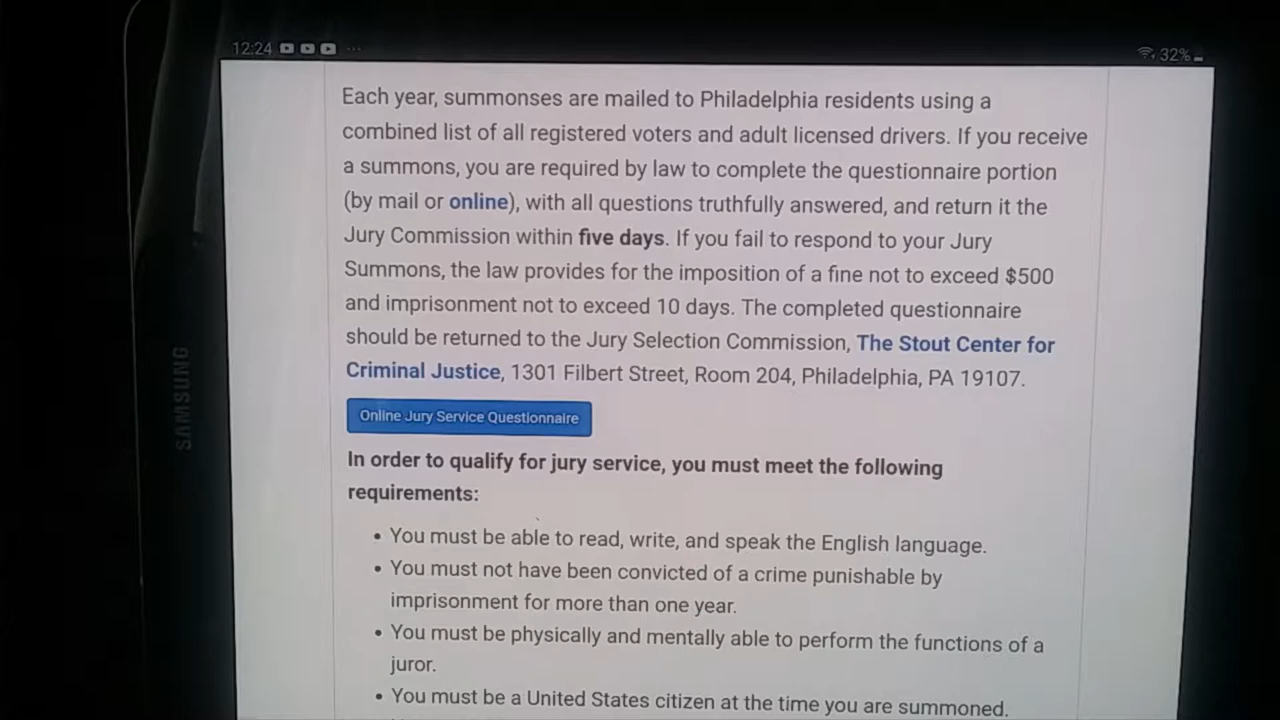 12:24
32%
Each year, summonses are mailed to Philadelphia residents using a
combined list of all registered voters and adult licensed drivers. If you receive
a summons, you are required by law to complete the questionnaire portion
(by mail or online), with all questions truthfully answered, and return it the
Jury Commission within five days. If you fail to respond to your Jury
Summons, the law provides for the imposition of a fine not to exceed $500
and imprisonment not to exceed 10 days. The completed questionnaire
should be returned to the Jury Selection Commission, The Stout Center for
Criminal Justice, 1301 Filbert Street, Room 204, Philadelphia, PA 19107.
Online Jury Service Questionnaire
In order to qualify for jury service, you must meet the following
requirements:
• You must be able to read, write, and speak the English language.
• You must not have been convicted of a crime punishable by
imprisonment for more than one year.
• You must be physically and mentally able to perform the functions of a
juror.
• You must be a United States citizen at the time you are summoned.
SAMSUNG